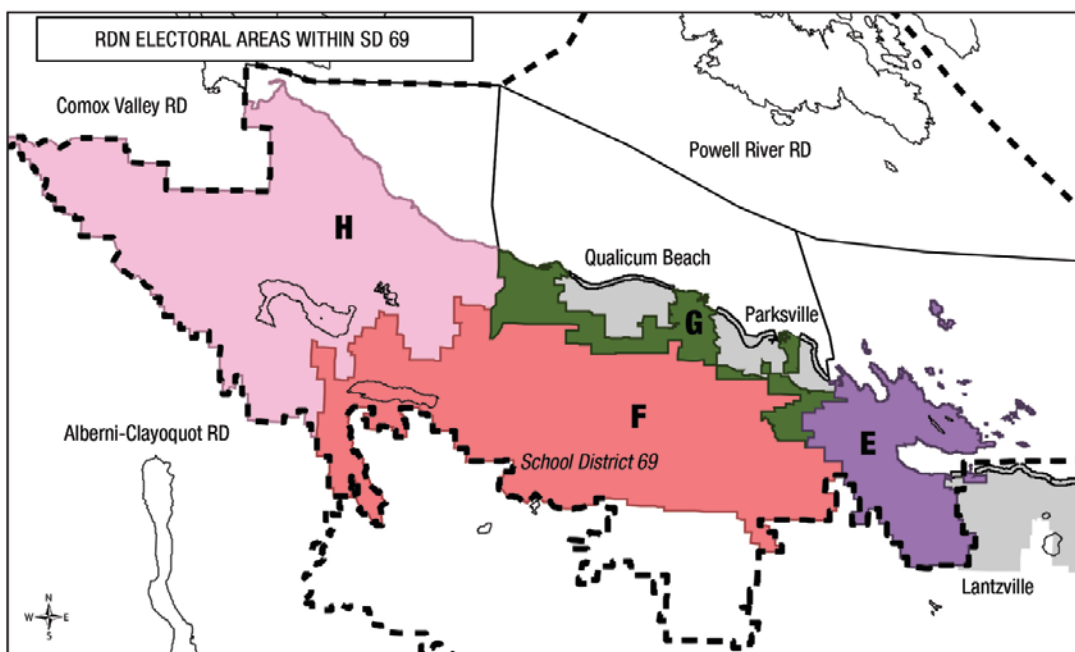 RDN ELECTORAL AREAS WITHIN SD 69
Comox Valley RD
Powell River RD
H
Qualicum Beach
Parksville
G
F
E
Alberni-Clayoquot RD
School District 69
Lantzville
N
W E
S